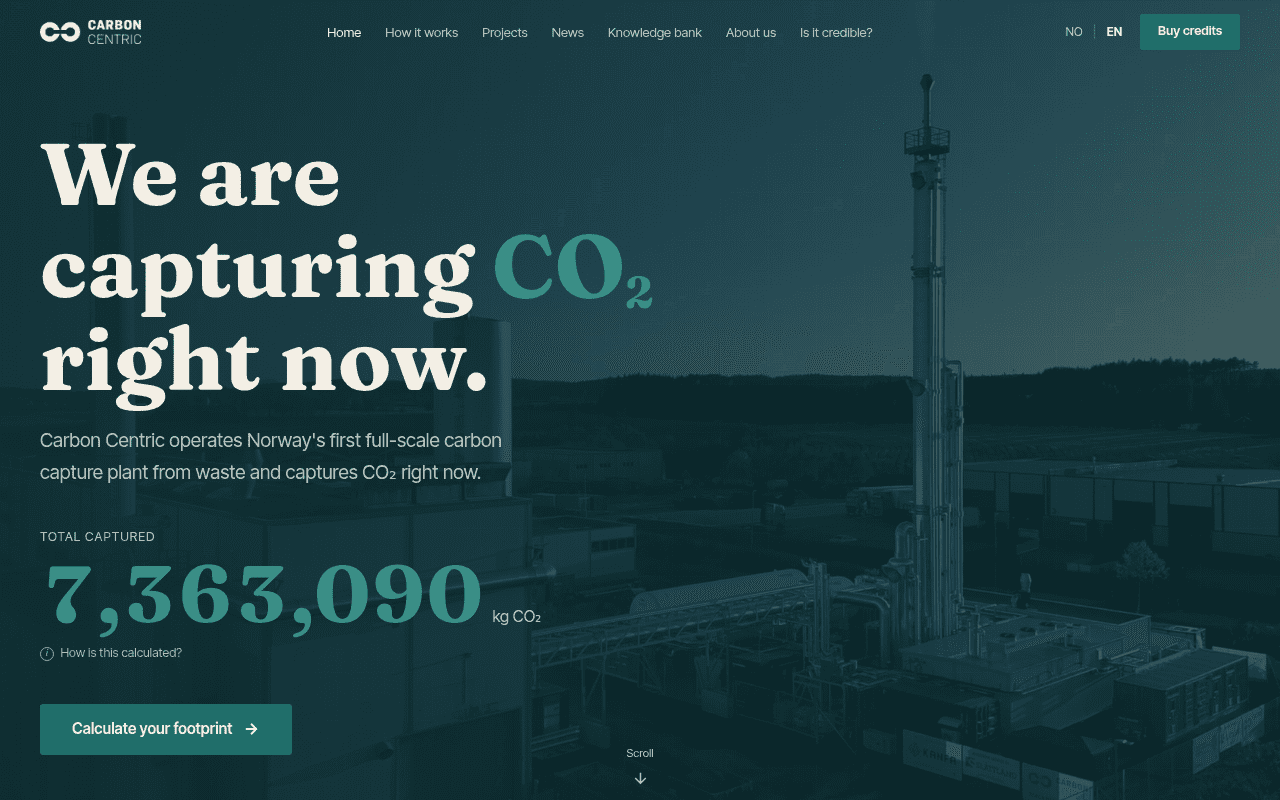 CARBON
CENTRIC
Home How it works Projects News Knowledge bank About us Is it credible?
NO EN Buy credits
We are
capturing CO₂
right now.
Carbon Centric operates Norway's first full-scale carbon
capture plant from waste and captures CO₂ right now.
TOTAL CAPTURED
7,363,090 kg CO₂
i How is this calculated?
Calculate your footprint →
Scroll
↓